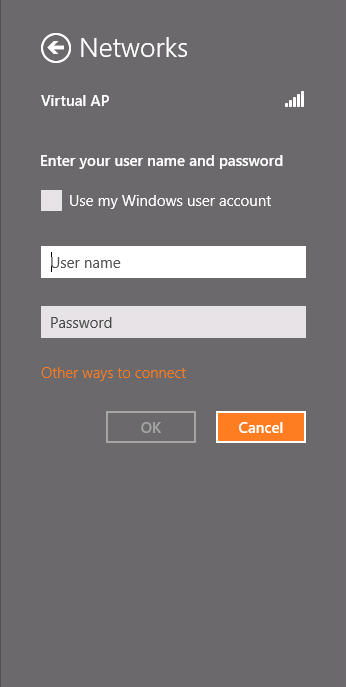 Networks
Virtual AP
Enter your user name and password
Use my Windows user account
User name
Password
Other ways to connect
OK
Cancel